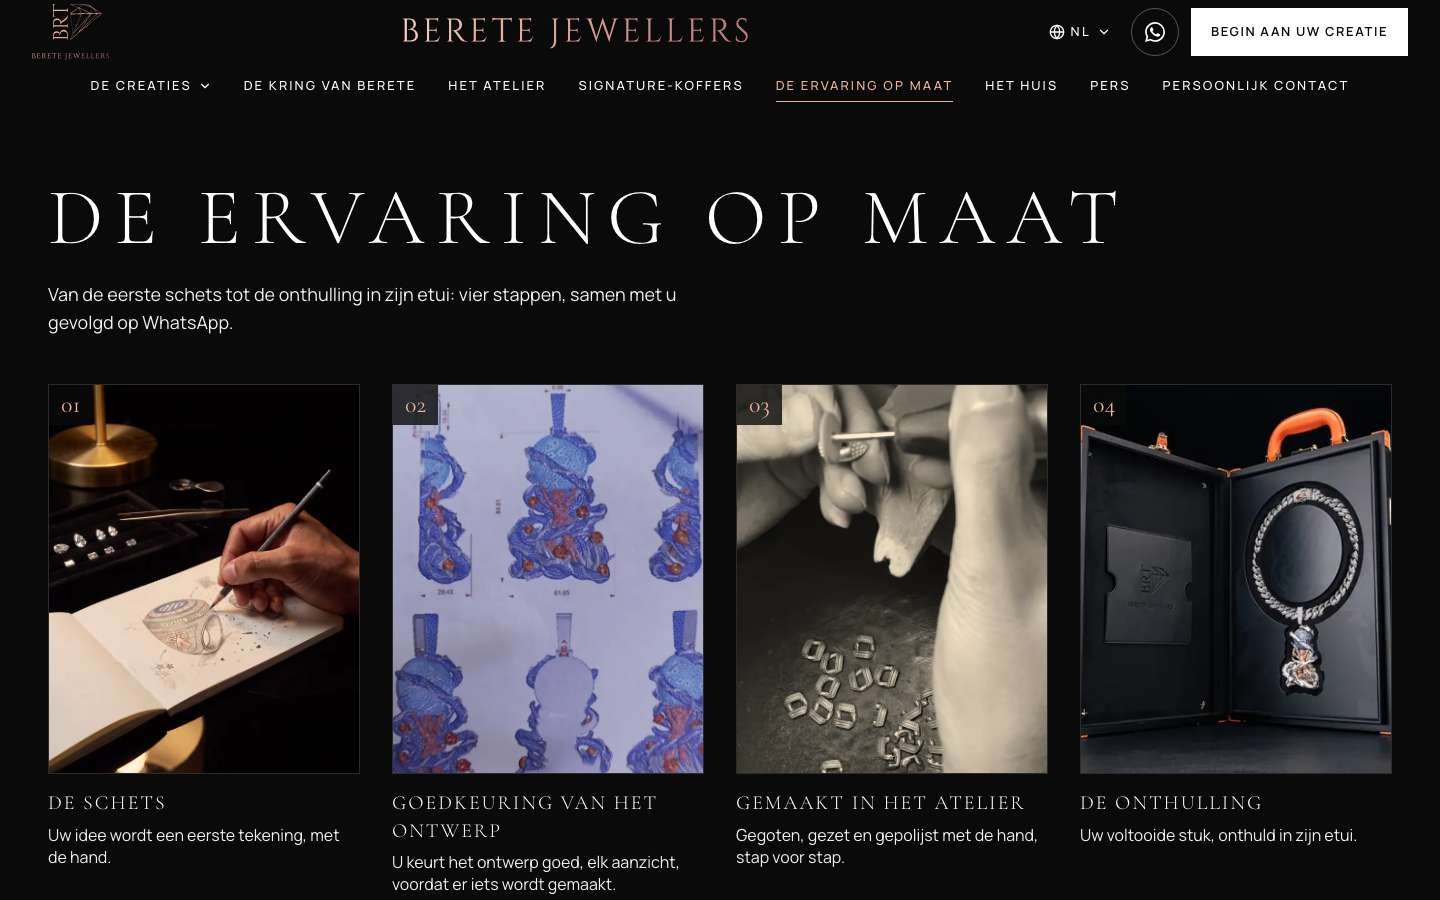 BRT
BERETE JEWELLERS
BERETE JEWELLERS
NL
BEGIN AAN UW CREATIE
DE CREATIES
DE KRING VAN BERETE
HET ATELIER
SIGNATURE-KOFFERS
DE ERVARING OP MAAT
HET HUIS
PERS
PERSOONLIJK CONTACT
DE ERVARING OP MAAT
Van de eerste schets tot de onthulling in zijn etui: vier stappen, samen met u
gevolgd op WhatsApp.
01
02
03
04
28.43
61.65
BRT
DE SCHETS
Uw idee wordt een eerste tekening, met
de hand.
GOEDKEURING VAN HET
ONTWERP
U keurt het ontwerp goed, elk aanzicht,
voordat er iets wordt gemaakt.
GEMAAKT IN HET ATELIER
Gegoten, gezet en gepolijst met de hand,
stap voor stap.
DE ONTHULLING
Uw voltooide stuk, onthuld in zijn etui.